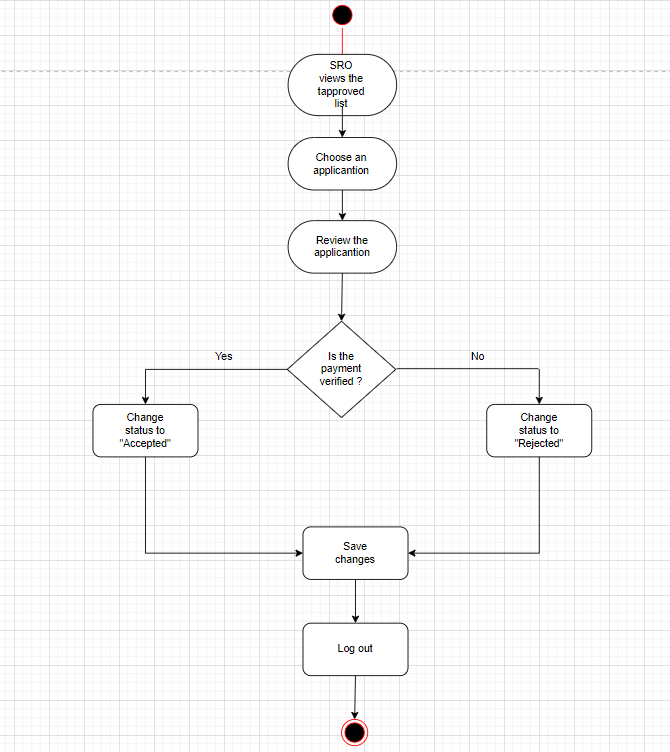 SRO
views the
tapproved
list
Choose an
applicantion
Review the
applicantion
Is the
payment
verified ?
Yes
No
Change
status to
"Accepted"
Change
status to
"Rejected"
Save
changes
Log out